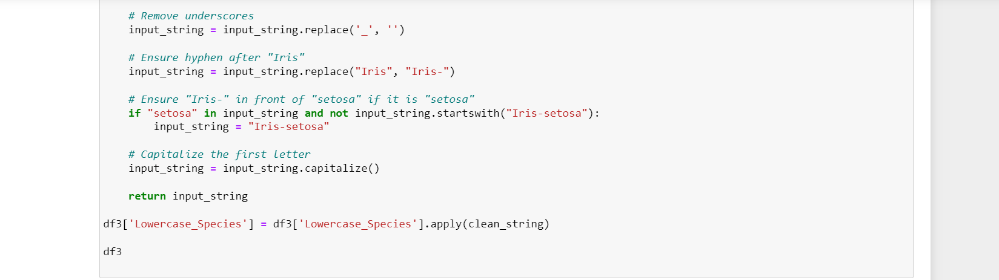 # Remove underscores
input_string = input_string.replace('_', '')
# Ensure hyphen after "Iris"
input_string = input_string.replace("Iris", "Iris-")
# Ensure "Iris-" in front of "setosa" if it is "setosa"
if "setosa" in input_string and not input_string.startswith("Iris-setosa"):
input_string = "Iris-setosa"
# Capitalize the first letter
input_string = input_string.capitalize()
return input_string
df3['Lowercase_Species'] = df3['Lowercase_Species'].apply(clean_string)
df3